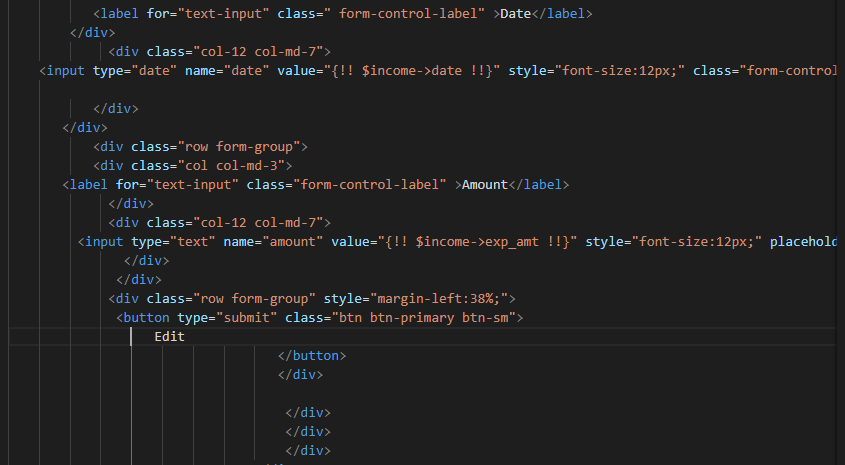 <label for="text-input" class=" form-control-label" >Date</label>
</div>
<div class="col-12 col-md-7">
<input type="date" name="date" value="{!! $income->date !!}" style="font-size:12px;" class="form-control
</div>
</div>
<div class="row form-group">
<div class="col col-md-3">
<label for="text-input" class="form-control-label" >Amount</label>
</div>
<div class="col-12 col-md-7">
<input type="text" name="amount" value="{!! $income->exp_amt !!}" style="font-size:12px;" placehold
</div>
</div>
<div class="row form-group" style="margin-left:38%;">
<button type="submit" class="btn btn-primary btn-sm">
Edit
</button>
</div>
</div>
</div>
</div>